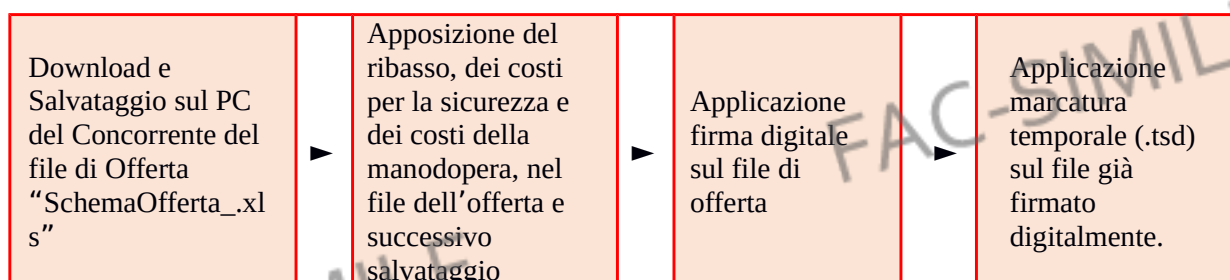 Download e
Salvataggio sul PC
del Concorrente del
file di Offerta
“SchemaOfferta_.xl
s”
►
Apposizione del
ribasso, dei costi
per la sicurezza e
dei costi della
manodopera, nel
file dell’offerta e
successivo
salvataggio
►
Applicazione
firma digitale
sul file di
offerta
►
Applicazione
marcatura
temporale (.tsd)
sul file già
firmato
digitalmente.
FAC-SIMIL